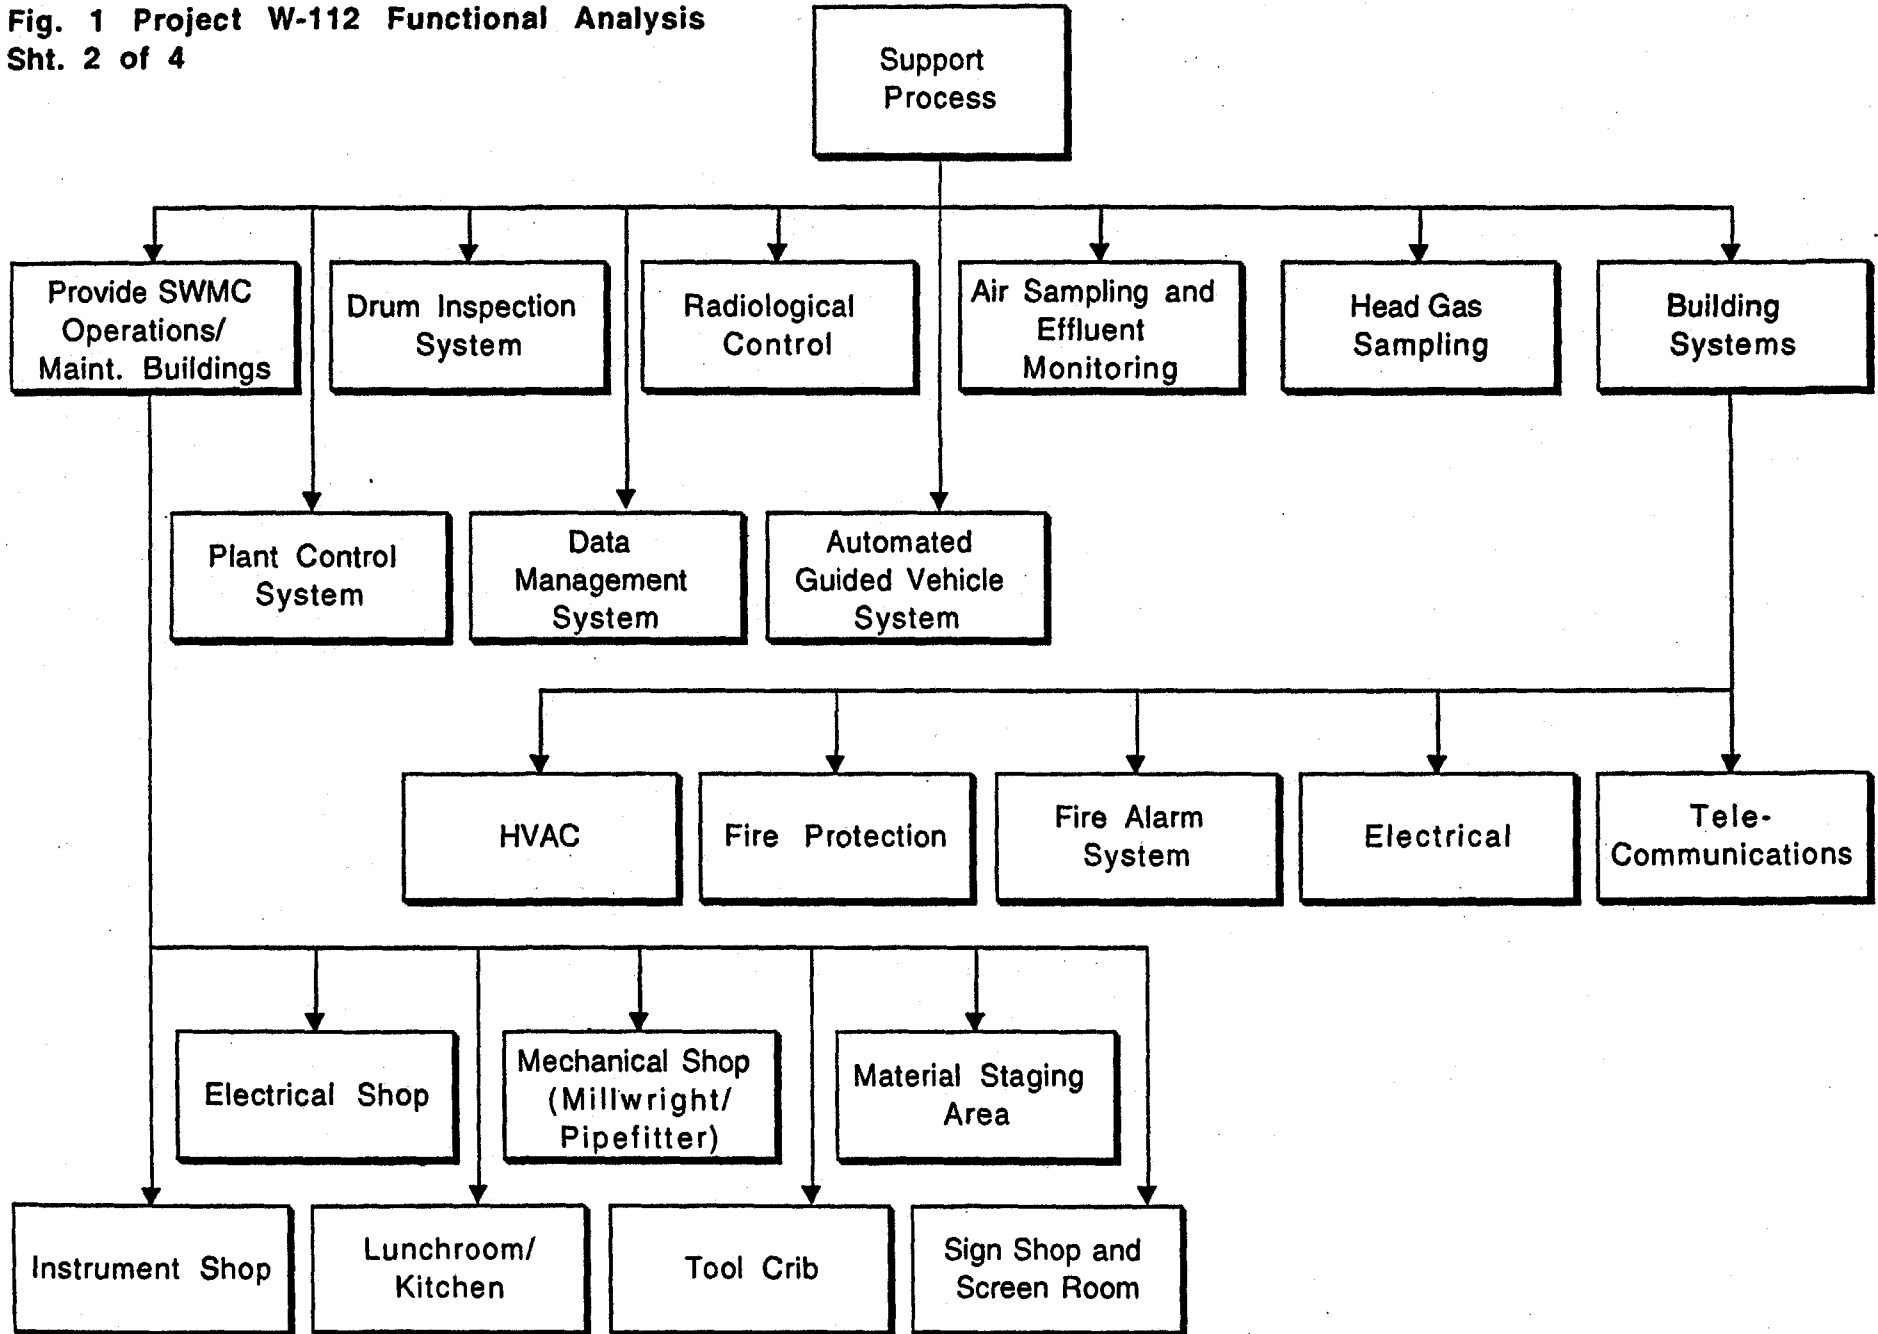 Fig. 1 Project W-112 Functional Analysis
Sht. 2 of 4
Support
Process
Provide SWMC
Operations/
Maint. Buildings
Drum Inspection
System
Radiological
Control
Air Sampling and
Effluent
Monitoring
Head Gas
Sampling
Building
Systems
Plant Control
System
Data
Management
System
Automated
Guided Vehicle
System
HVAC
Fire Protection
Fire Alarm
System
Electrical
Tele-
Communications
Electrical Shop
Mechanical Shop
(Millwright/
Pipefitter)
Material Staging
Area
Instrument Shop
Lunchroom/
Kitchen
Tool Crib
Sign Shop and
Screen Room